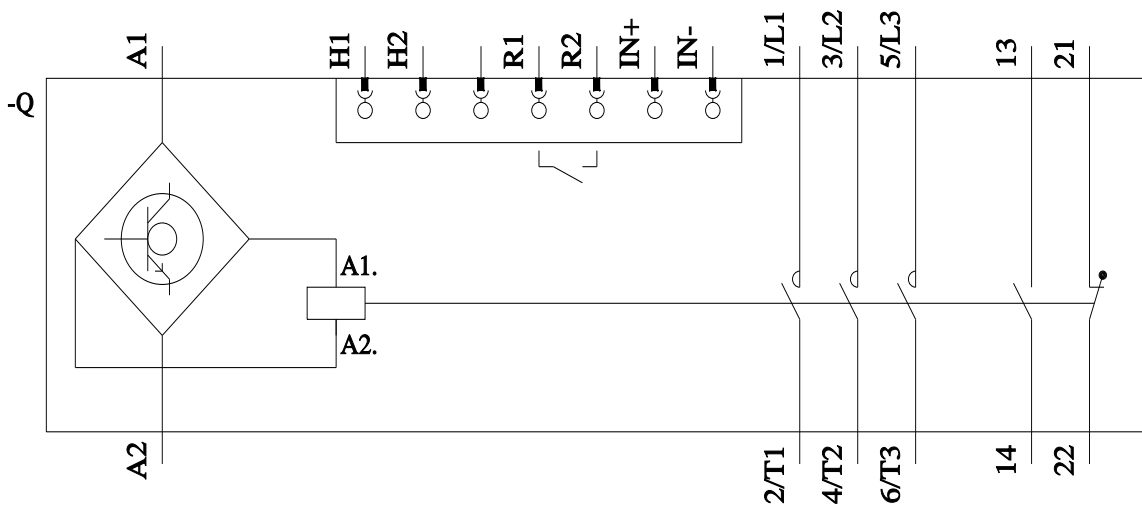 A1
H1
H2
R1
R2
IN+
IN-
1/L1
3/L2
5/L3
13
21
-Q
A1.
A2.
A2
2/T1
4/T2
6/T3
14
22